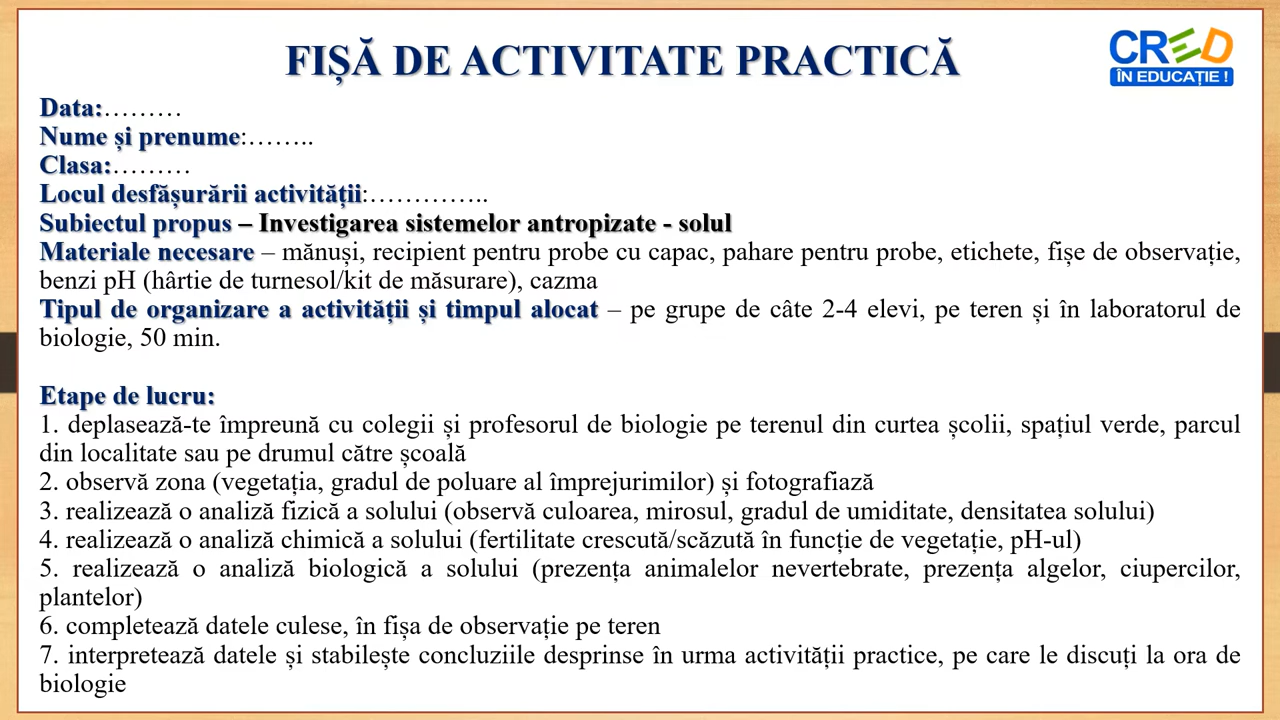 FIȘĂ DE ACTIVITATE PRACTICĂ
CRED
ÎN EDUCAȚIE !
Data:………
Nume și prenume:……..
Clasa:………
Locul desfășurării activității:…………..
Subiectul propus – Investigarea sistemelor antropizate - solul
Materiale necesare – mănuși, recipient pentru probe cu capac, pahare pentru probe, etichete, fișe de observație,
benzi pH (hârtie de turnesol/kit de măsurare), cazma
Tipul de organizare a activității și timpul alocat – pe grupe de câte 2-4 elevi, pe teren și în laboratorul de
biologie, 50 min.
Etape de lucru:
1. deplasează-te împreună cu colegii și profesorul de biologie pe terenul din curtea școlii, spațiul verde, parcul
din localitate sau pe drumul către școală
2. observă zona (vegetația, gradul de poluare al împrejurimilor) și fotografiază
3. realizează o analiză fizică a solului (observă culoarea, mirosul, gradul de umiditate, densitatea solului)
4. realizează o analiză chimică a solului (fertilitate crescută/scăzută în funcție de vegetație, pH-ul)
5. realizează o analiză biologică a solului (prezența animalelor nevertebrate, prezența algelor, ciupercilor,
plantelor)
6. completează datele culese, în fișa de observație pe teren
7. interpretează datele și stabilește concluziile desprinse în urma activității practice, pe care le discuți la ora de
biologie